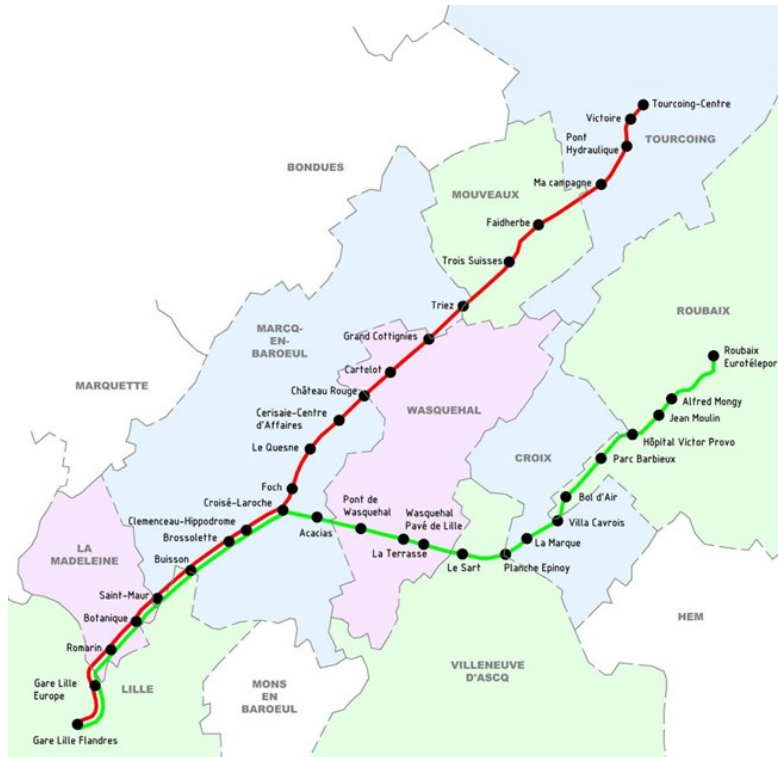 Tourcoing-Centre
Victoire
Pont
Hydraulique
TOURCOING
BONDUES
Ma campagne
MOUVEAUX
Faidherbe
Trois Suisses
Triez
ROUBAIX
MARCQ-
EN-
BAROEUL
Grand Cottignies
Roubaix
Eurotélepor
Cartelot
MARQUETTE
Château Rouge
Alfred Mongy
WASQUEHAL
Cerisaie-Centre
d'Affaires
Jean Moulin
Hôpital Victor Provo
Le Quesne
CROIX
Parc Barbieux
Foch
Croisé-Laroche
Bol d'Air
Pont de
Wasquehal
Wasquehal
Pavé de Lille
Clemenceau-Hippodrome
Villa Cavrois
Acacias
Brossolette
La Marque
LA
MADELEINE
La Terrasse
Buisson
Le Sart
Planche Epinoy
Saint-Maur
Botanique
HEM
Romarin
VILLENEUVE
D'ASCQ
Gare Lille
Europe
LILLE
MONS
EN
BAROEUL
Gare Lille Flandres